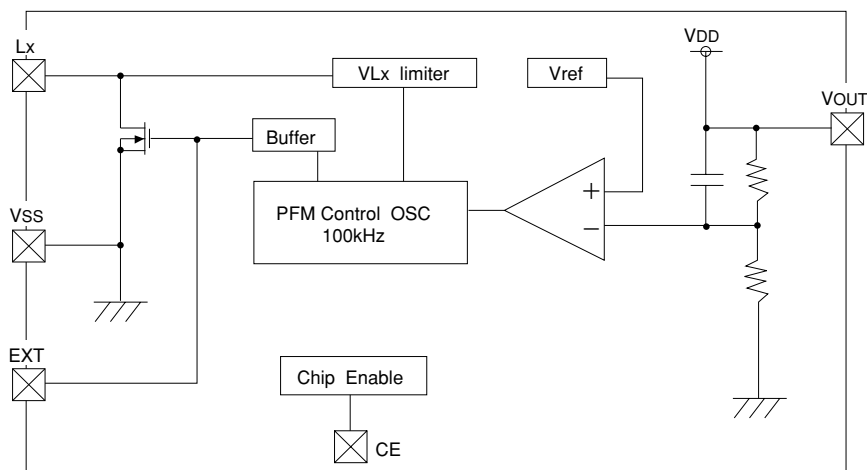 Lx
VLx limiter
Vref
VDD
VOUT
Buffer
+
PFM Control OSC
100kHz
−
VSS
EXT
Chip Enable
CE